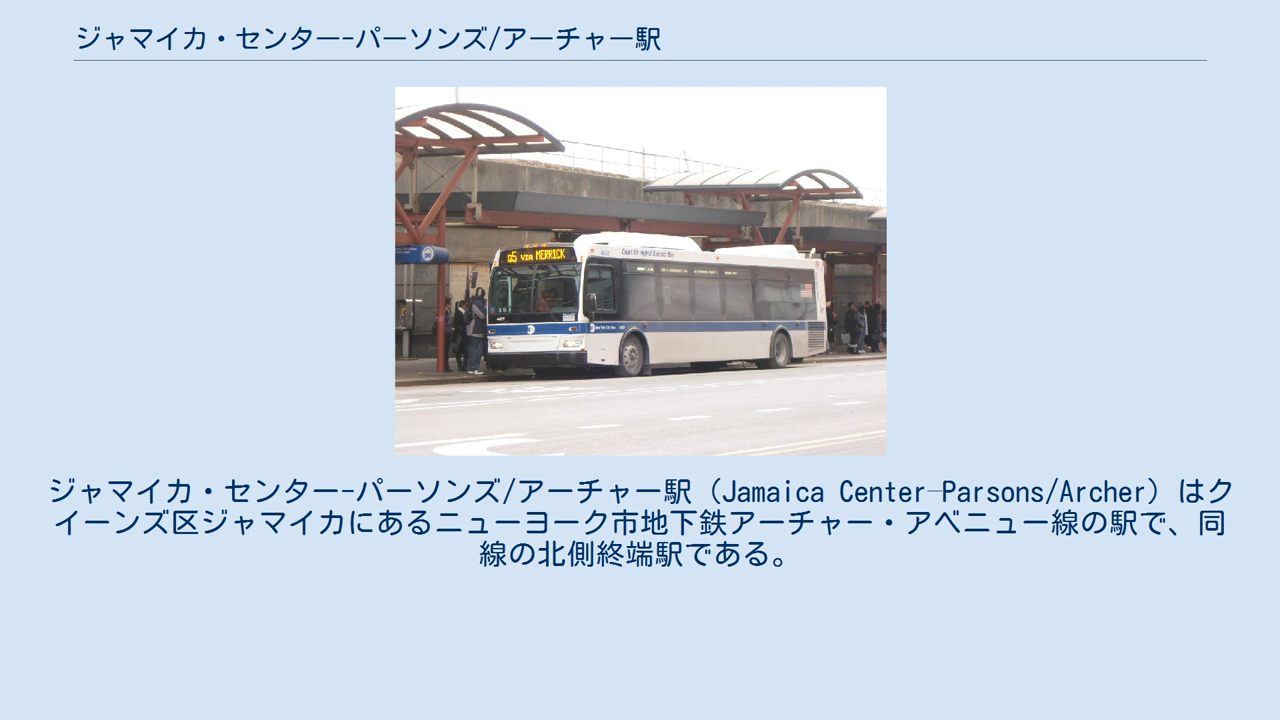 ジャマイカ・センター-パーソンズ/アーチャー駅
Q5 VIA MERRICK
ジャマイカ・センター-パーソンズ/アーチャー駅（Jamaica Center–Parsons/Archer）はク
イーンズ区ジャマイカにあるニューヨーク市地下鉄アーチャー・アベニュー線の駅で、同
線の北側終端駅である。